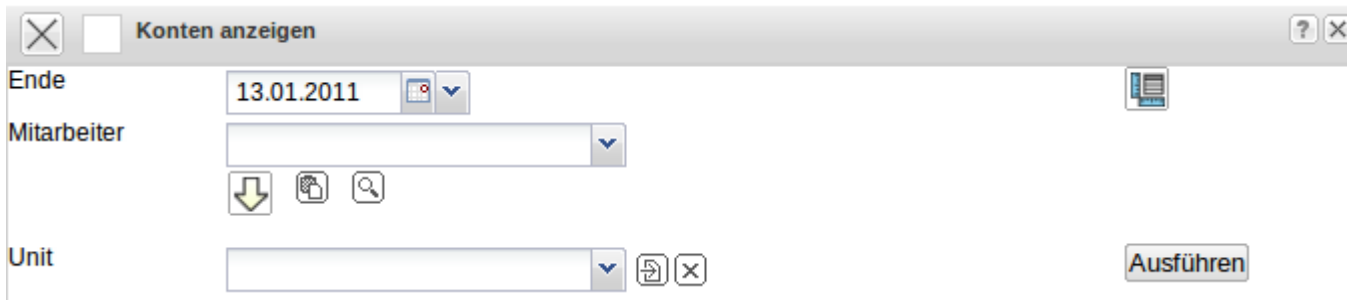 Konten anzeigen ?
Ende 13.01.2011
Mitarbeiter
Unit Ausführen